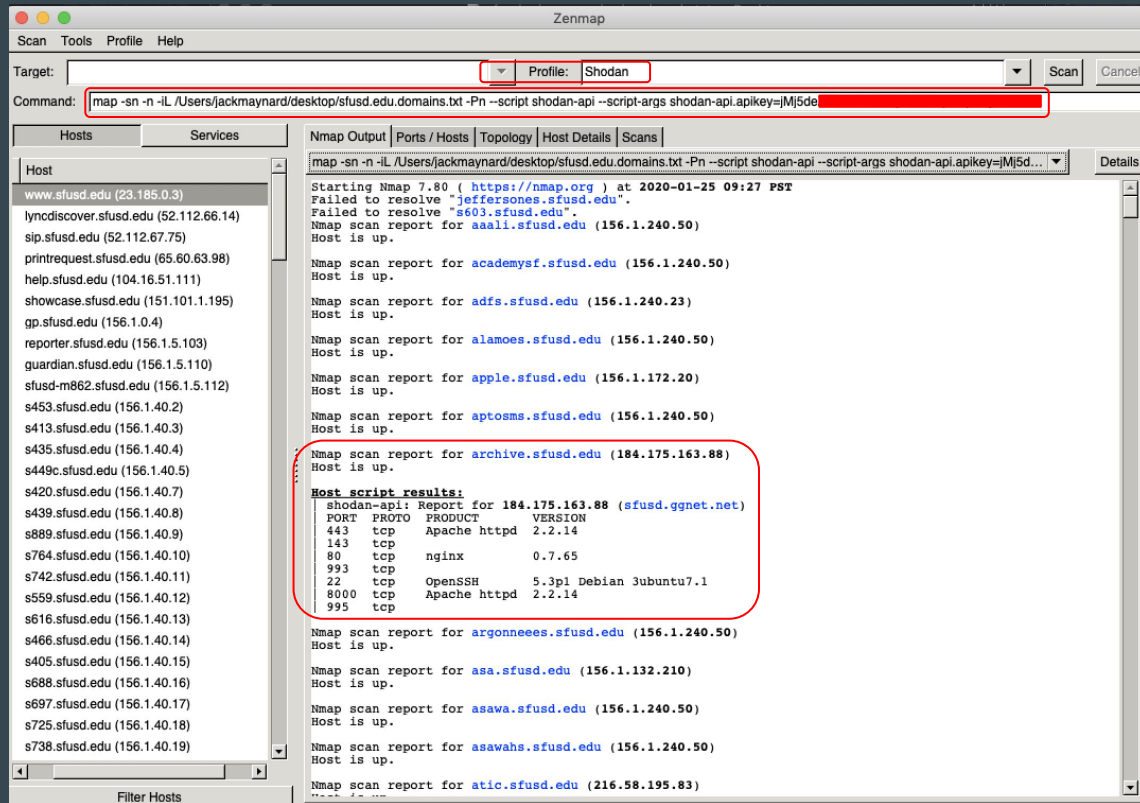 Zenmap
Scan Tools Profile Help
Target: Profile: Shodan Scan Cancel
Command: map -sn -n -iL /Users/jackmaynard/desktop/sfusd.edu.domains.txt -Pn --script shodan-api --script-args shodan-api.apikey=jMj5de
Hosts Services
Nmap Output Ports / Hosts Topology Host Details Scans
map -sn -n -iL /Users/jackmaynard/desktop/sfusd.edu.domains.txt -Pn --script shodan-api --script-args shodan-api.apikey=jMj5d... Details
Host
www.sfusd.edu (23.185.0.3)
lyncdiscover.sfusd.edu (52.112.66.14)
sip.sfusd.edu (52.112.67.75)
printrequest.sfusd.edu (65.60.63.98)
help.sfusd.edu (104.16.51.111)
showcase.sfusd.edu (151.101.1.195)
gp.sfusd.edu (156.1.0.4)
reporter.sfusd.edu (156.1.5.103)
guardian.sfusd.edu (156.1.5.110)
sfusd-m862.sfusd.edu (156.1.5.112)
s453.sfusd.edu (156.1.40.2)
s413.sfusd.edu (156.1.40.3)
s435.sfusd.edu (156.1.40.4)
s449c.sfusd.edu (156.1.40.5)
s420.sfusd.edu (156.1.40.7)
s439.sfusd.edu (156.1.40.8)
s889.sfusd.edu (156.1.40.9)
s764.sfusd.edu (156.1.40.10)
s742.sfusd.edu (156.1.40.11)
s559.sfusd.edu (156.1.40.12)
s616.sfusd.edu (156.1.40.13)
s466.sfusd.edu (156.1.40.14)
s405.sfusd.edu (156.1.40.15)
s688.sfusd.edu (156.1.40.16)
s697.sfusd.edu (156.1.40.17)
s725.sfusd.edu (156.1.40.18)
s738.sfusd.edu (156.1.40.19)
Filter Hosts
Starting Nmap 7.80 ( https://nmap.org ) at 2020-01-25 09:27 PST
Failed to resolve "jeffersones.sfusd.edu".
Failed to resolve "s603.sfusd.edu".
Nmap scan report for aaali.sfusd.edu (156.1.240.50)
Host is up.
Nmap scan report for academysf.sfusd.edu (156.1.240.50)
Host is up.
Nmap scan report for adfs.sfusd.edu (156.1.240.23)
Host is up.
Nmap scan report for alamoes.sfusd.edu (156.1.240.50)
Host is up.
Nmap scan report for apple.sfusd.edu (156.1.172.20)
Host is up.
Nmap scan report for aptosms.sfusd.edu (156.1.240.50)
Host is up.
Nmap scan report for archive.sfusd.edu (184.175.163.88)
Host is up.
Host script results:
| shodan-api: Report for 184.175.163.88 (sfusd.ggnet.net)
| PORT PROTO PRODUCT VERSION
| 443 tcp Apache httpd 2.2.14
| 143 tcp
| 80 tcp nginx 0.7.65
| 993 tcp
| 22 tcp OpenSSH 5.3p1 Debian 3ubuntu7.1
| 8000 tcp Apache httpd 2.2.14
| 995 tcp
Nmap scan report for argonneees.sfusd.edu (156.1.240.50)
Host is up.
Nmap scan report for asa.sfusd.edu (156.1.132.210)
Host is up.
Nmap scan report for asawa.sfusd.edu (156.1.240.50)
Host is up.
Nmap scan report for asawahs.sfusd.edu (156.1.240.50)
Host is up.
Nmap scan report for atic.sfusd.edu (216.58.195.83)